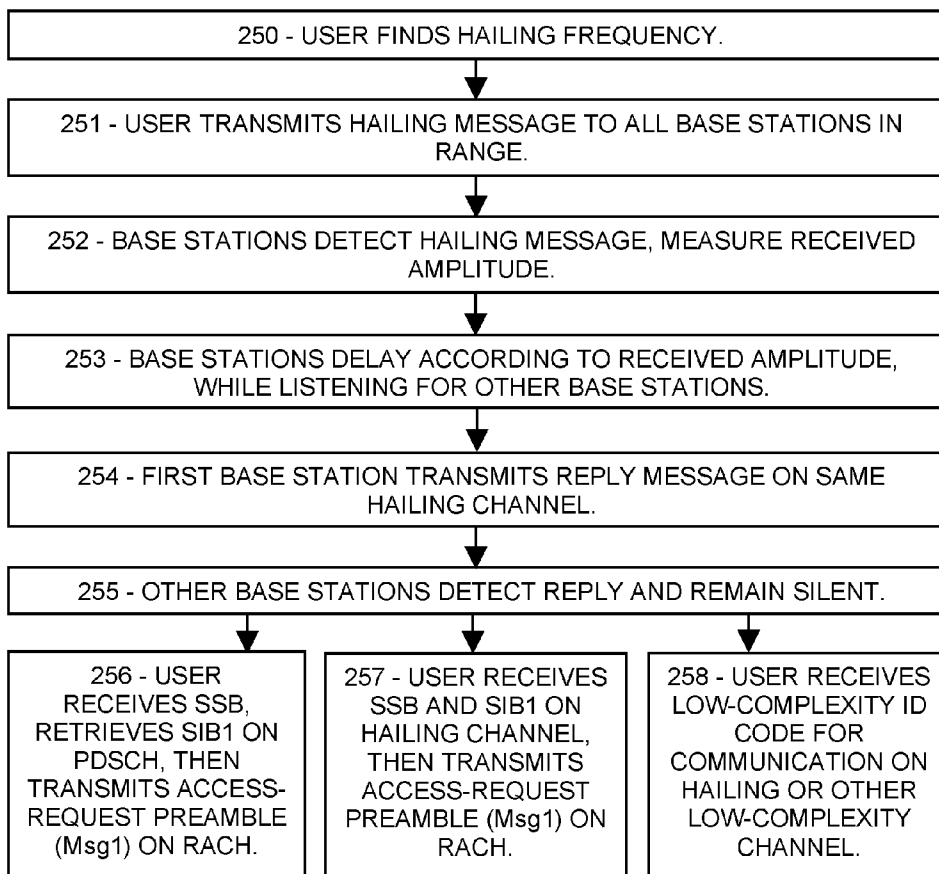 250 - USER FINDS HAILING FREQUENCY.
251 - USER TRANSMITS HAILING MESSAGE TO ALL BASE STATIONS IN
RANGE.
252 - BASE STATIONS DETECT HAILING MESSAGE, MEASURE RECEIVED
AMPLITUDE.
253 - BASE STATIONS DELAY ACCORDING TO RECEIVED AMPLITUDE,
WHILE LISTENING FOR OTHER BASE STATIONS.
254 - FIRST BASE STATION TRANSMITS REPLY MESSAGE ON SAME
HAILING CHANNEL.
255 - OTHER BASE STATIONS DETECT REPLY AND REMAIN SILENT.
256 - USER
RECEIVES SSB,
RETRIEVES SIB1 ON
PDSCH, THEN
TRANSMITS ACCESS-
REQUEST PREAMBLE
(Msg1) ON RACH.
257 - USER RECEIVES
SSB AND SIB1 ON
HAILING CHANNEL,
THEN TRANSMITS
ACCESS-REQUEST
PREAMBLE (Msg1) ON
RACH.
258 - USER RECEIVES
LOW-COMPLEXITY ID
CODE FOR
COMMUNICATION ON
HAILING OR OTHER
LOW-COMPLEXITY
CHANNEL.